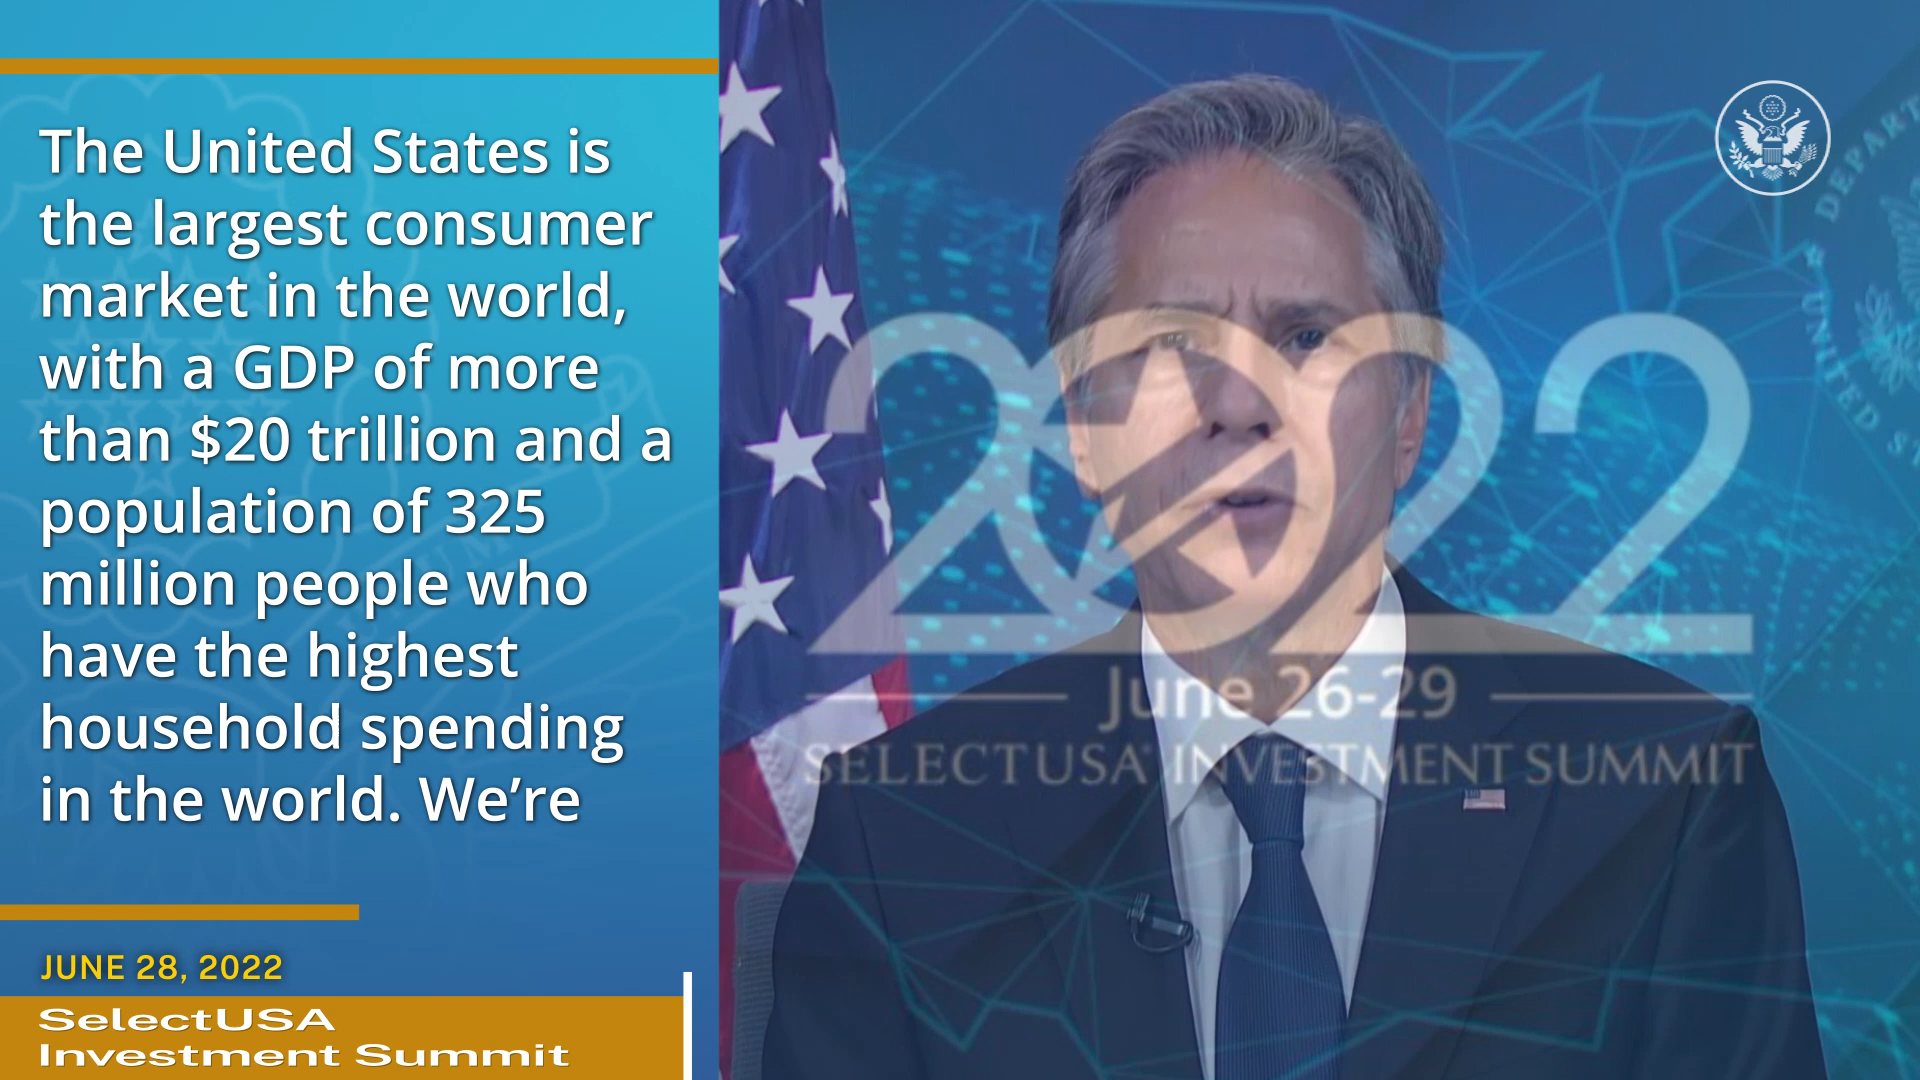 The United States is
the largest consumer
market in the world,
with a GDP of more
than $20 trillion and a
population of 325
million people who
have the highest
household spending
in the world. We’re
JUNE 28, 2022
SelectUSA
Investment Summit
2022
June 26-29
SELECTUSA® INVESTMENT SUMMIT